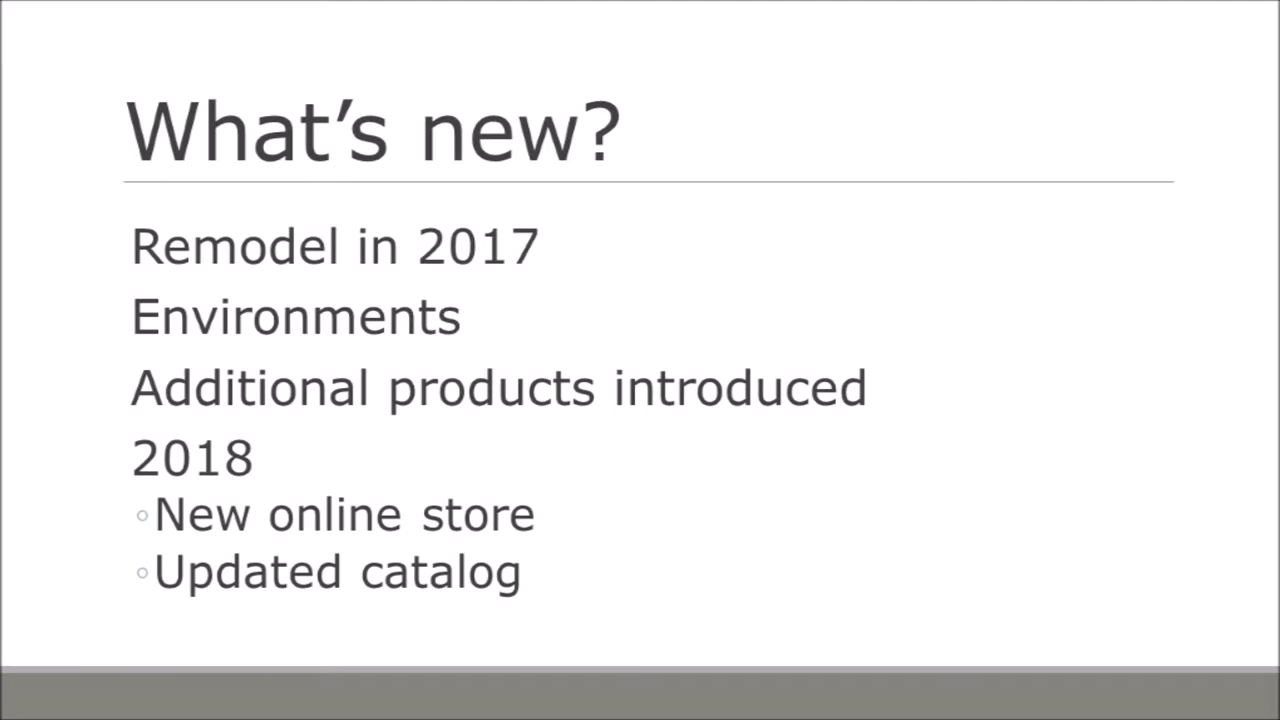 What’s new?
Remodel in 2017
Environments
Additional products introduced
2018
◦New online store
◦Updated catalog